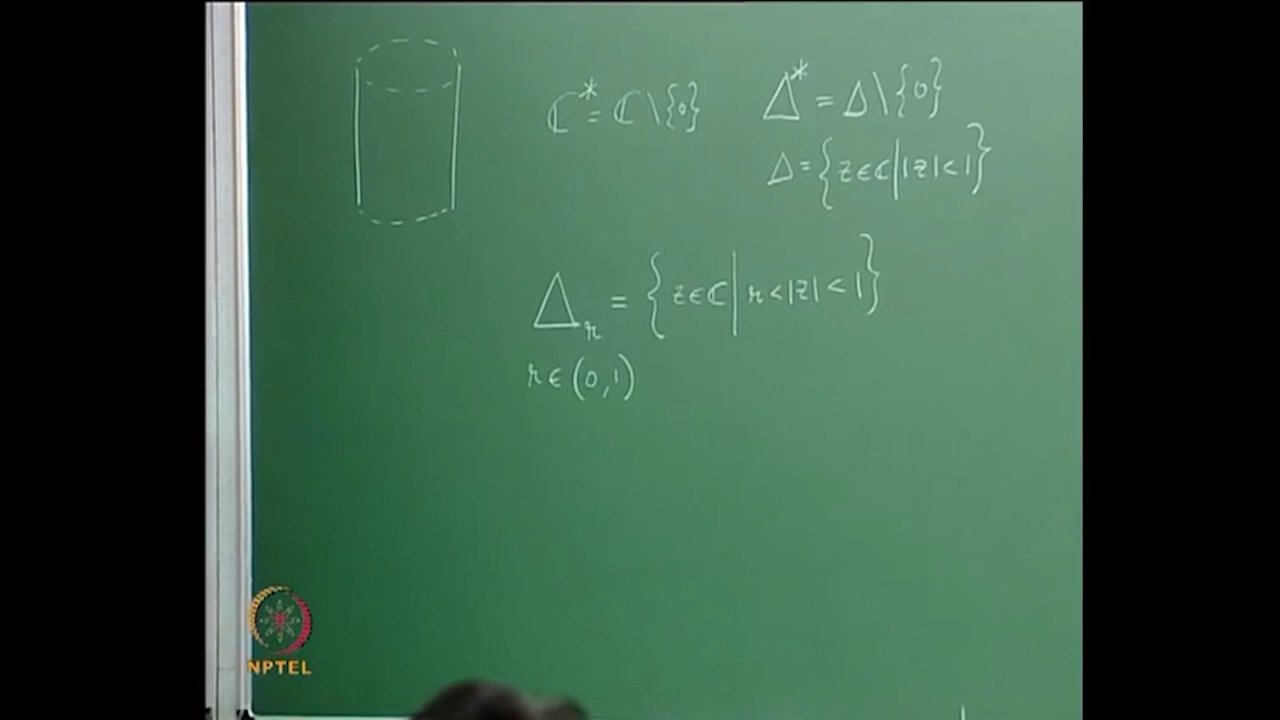 ℂ* = ℂ \ {0}
Δ* = Δ \ {0}
Δ = {z ∈ ℂ | |z| < 1}
Δ_r = {z ∈ ℂ | r < |z| < 1}
r ∈ (0,1)
NPTEL